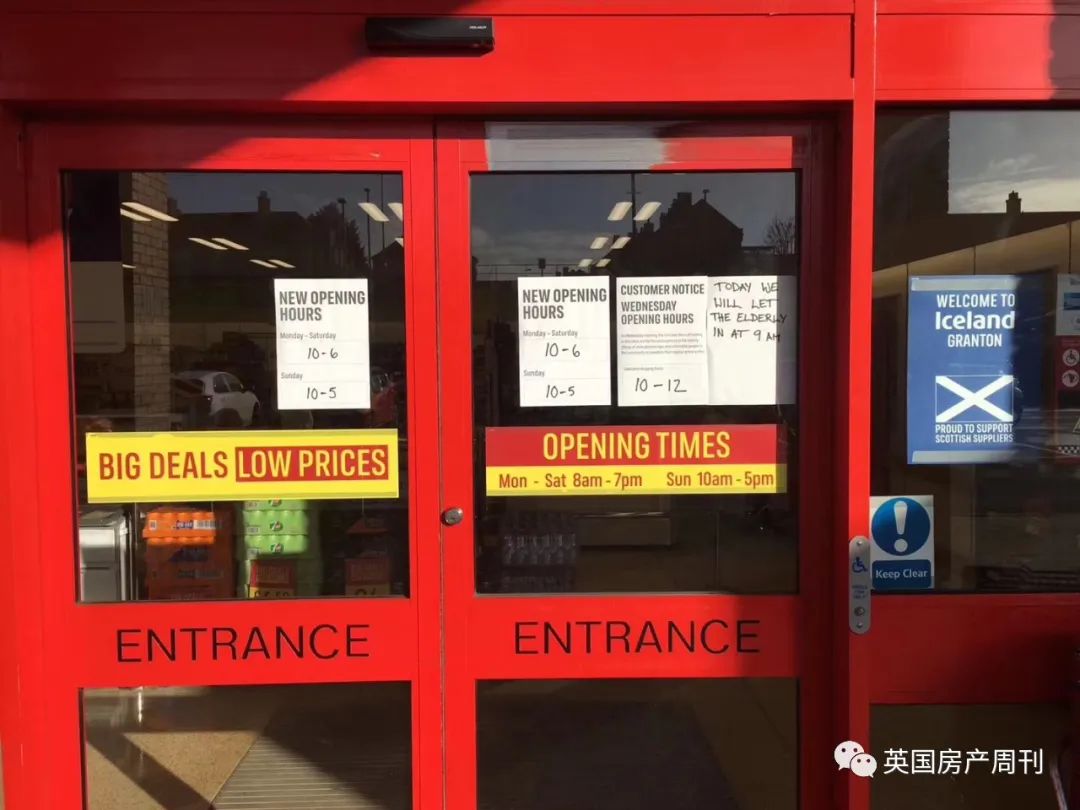 NEW OPENING
HOURS
Monday - Saturday
10-6
Sunday
10-5
NEW OPENING
HOURS
Monday - Saturday
10-6
Sunday
10-5
CUSTOMER NOTICE
WEDNESDAY
OPENING HOURS
10-12
TODAY WE
WILL LET
THE ELDERLY
IN AT 9 AM
WELCOME TO
Iceland
GRANTON
PROUD TO SUPPORT
SCOTTISH SUPPLIERS
BIG DEALS LOW PRICES
OPENING TIMES
Mon - Sat 8am-7pm Sun 10am-5pm
Keep Clear
ENTRANCE
ENTRANCE
英国房产周刊